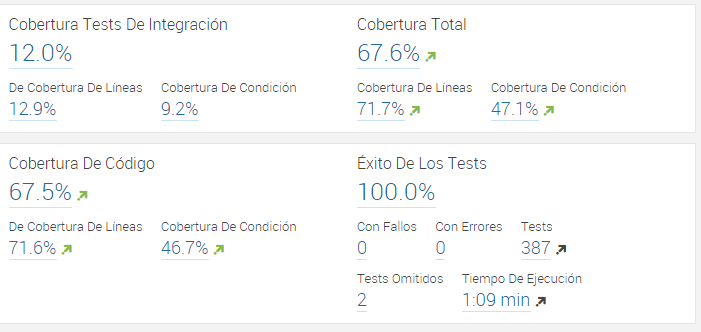 Cobertura Tests De Integración
12.0%
De Cobertura De Líneas Cobertura De Condición
12.9% 9.2%
Cobertura Total
67.6%
Cobertura De Líneas Cobertura De Condición
71.7% 47.1%
Cobertura De Código
67.5%
De Cobertura De Líneas Cobertura De Condición
71.6% 46.7%
Éxito De Los Tests
100.0%
Con Fallos Con Errores Tests
0 0 387
Tests Omitidos Tiempo De Ejecución
2 1:09 min